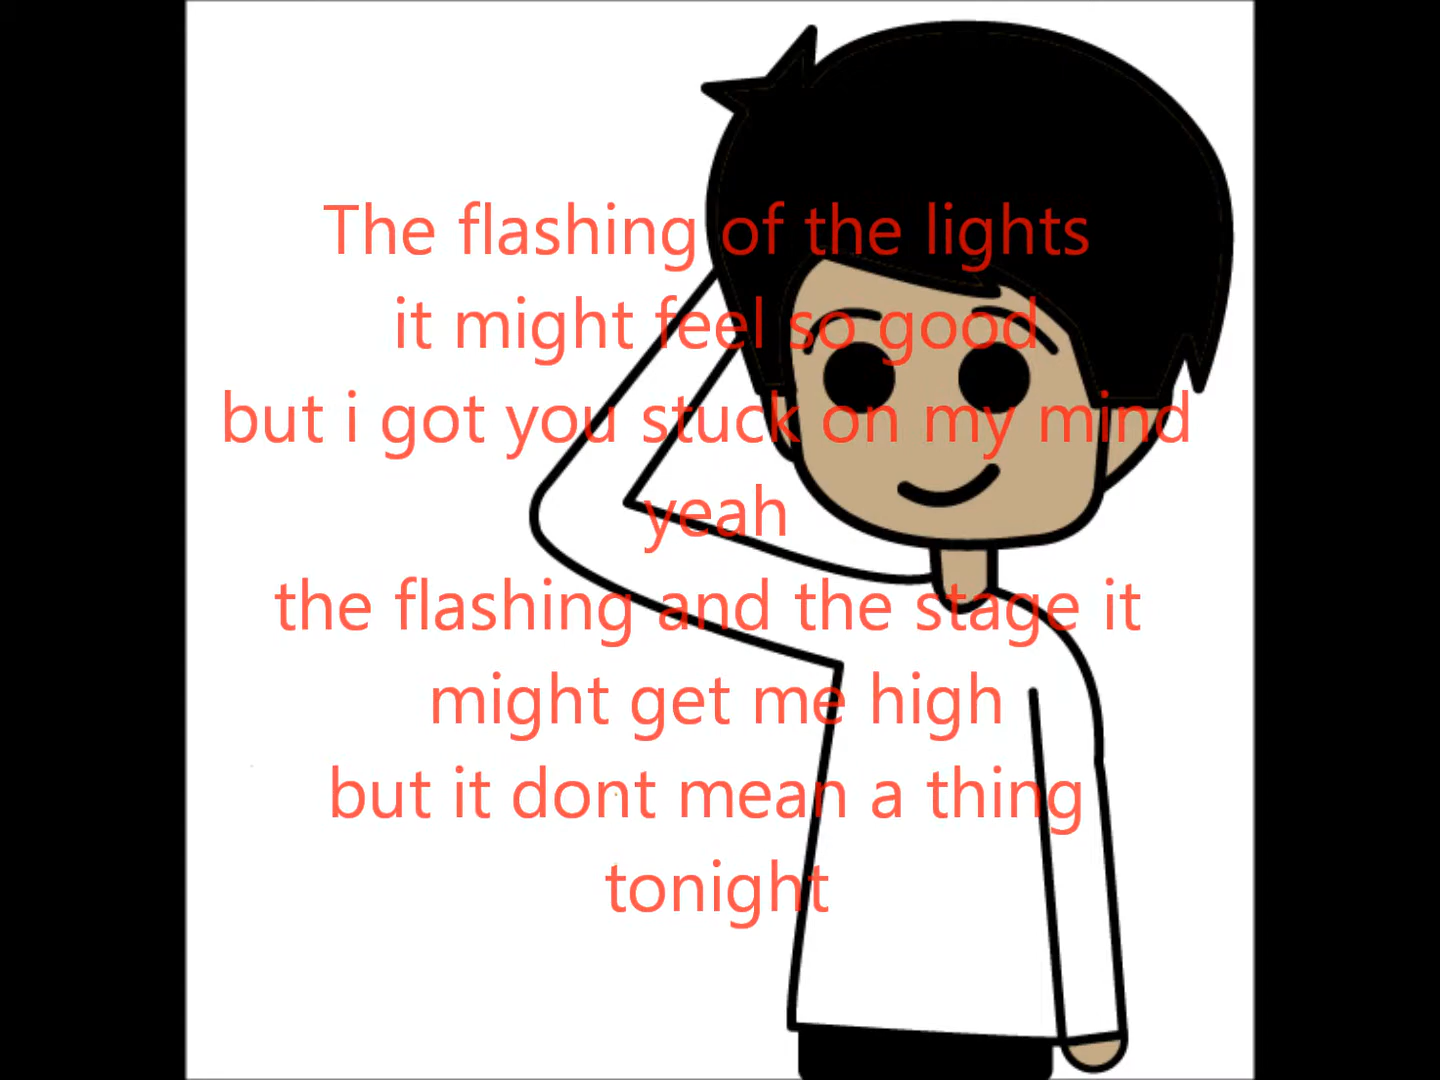 The flashing of the lights
it might feel so good
but i got you stuck on my mind
yeah
the flashing and the stage it
might get me high
but it dont mean a thing
tonight